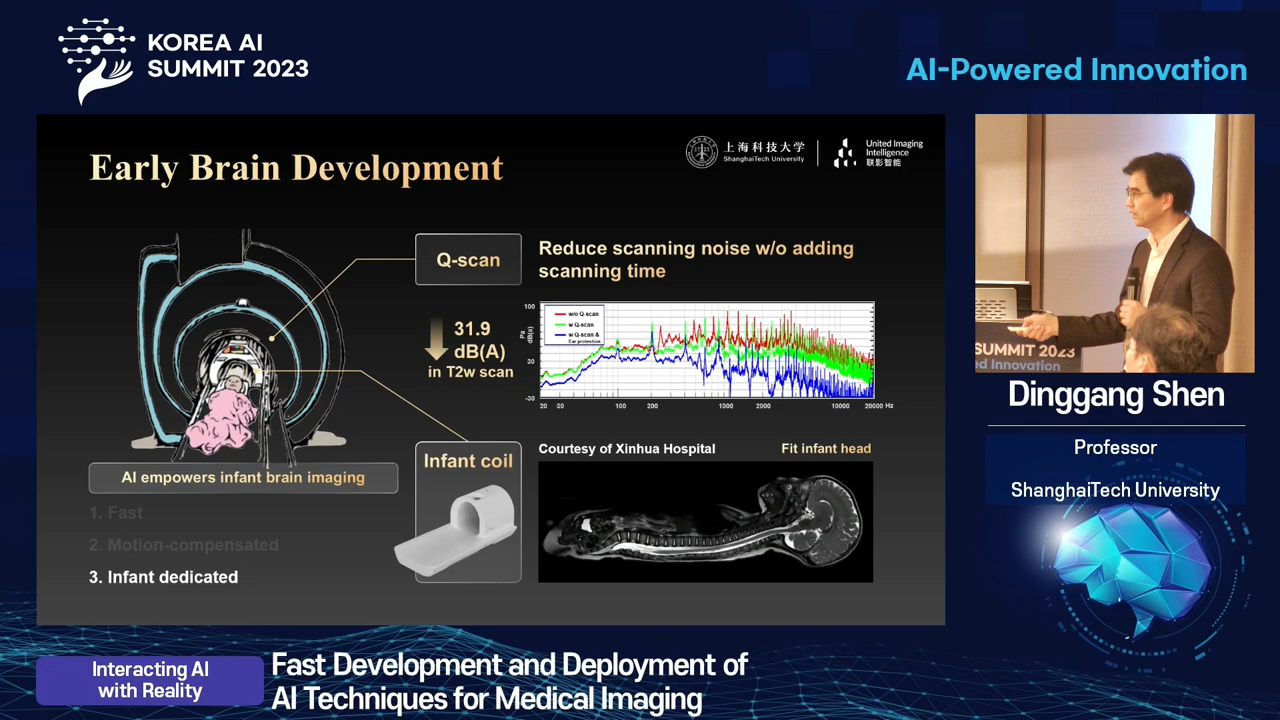 KOREA AI
SUMMIT 2023
AI-Powered Innovation
Early Brain Development
上海科技大学
ShanghaiTech University
United Imaging
Intelligence
联影智能
Q-scan
Reduce scanning noise w/o adding
scanning time
31.9
dB(A)
in T2w scan
w/o Q-scan
w Q-scan
w Q-scan &
Ear protection
100
30
-30
Pa
dB(A)
20 30 100 200 1000 2000 10000 20000 Hz
AI empowers infant brain imaging
1. Fast
2. Motion-compensated
3. Infant dedicated
Infant coil
Courtesy of Xinhua Hospital
Fit infant head
SUMMIT 2023
ed Innovation
Dinggang Shen
Professor
ShanghaiTech University
Interacting AI
with Reality
Fast Development and Deployment of
AI Techniques for Medical Imaging